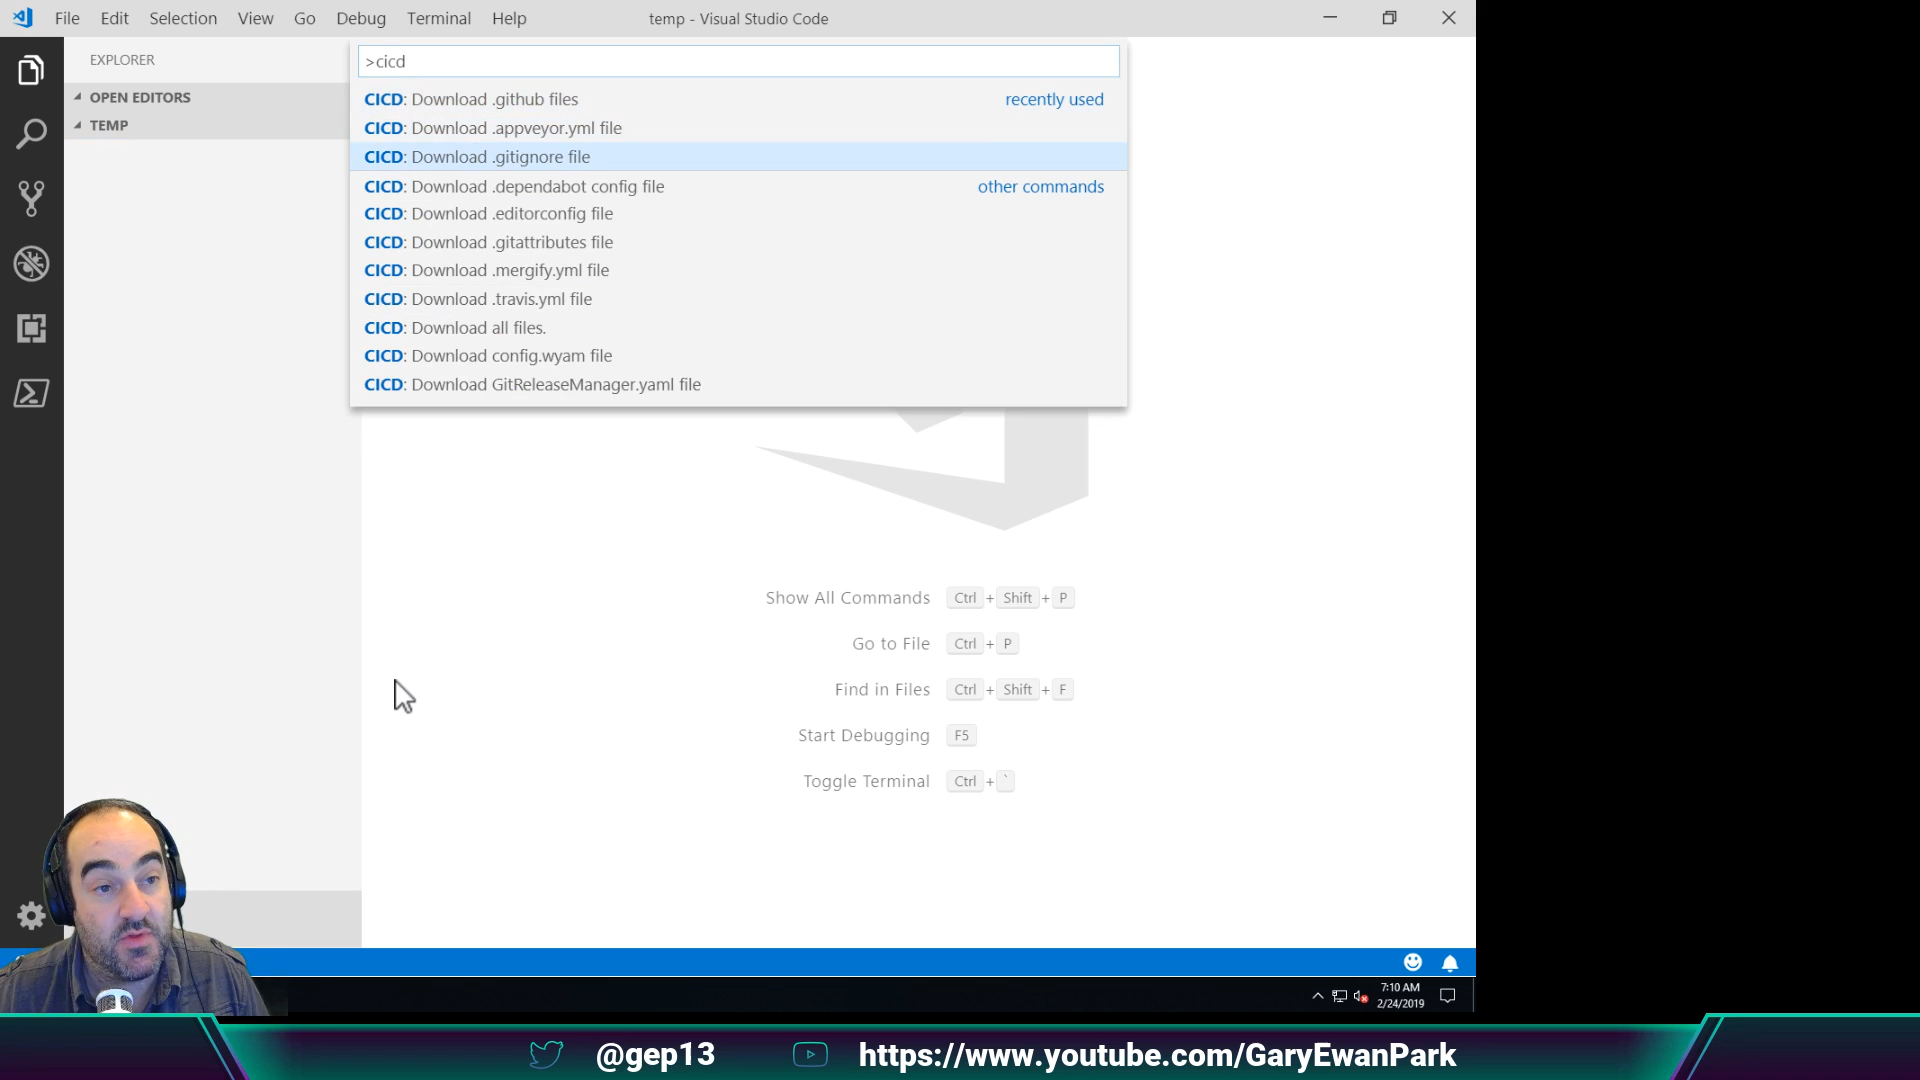 File Edit Selection View Go Debug Terminal Help temp - Visual Studio Code
EXPLORER
OPEN EDITORS
TEMP
>cicd
CICD: Download .github files recently used
CICD: Download .appveyor.yml file
CICD: Download .gitignore file
CICD: Download .dependabot config file other commands
CICD: Download .editorconfig file
CICD: Download .gitattributes file
CICD: Download .mergify.yml file
CICD: Download .travis.yml file
CICD: Download all files.
CICD: Download config.wyam file
CICD: Download GitReleaseManager.yaml file
Show All Commands Ctrl + Shift + P
Go to File Ctrl + P
Find in Files Ctrl + Shift + F
Start Debugging F5
Toggle Terminal Ctrl + `
7:10 AM
2/24/2019
@gep13 https://www.youtube.com/GaryEwanPark